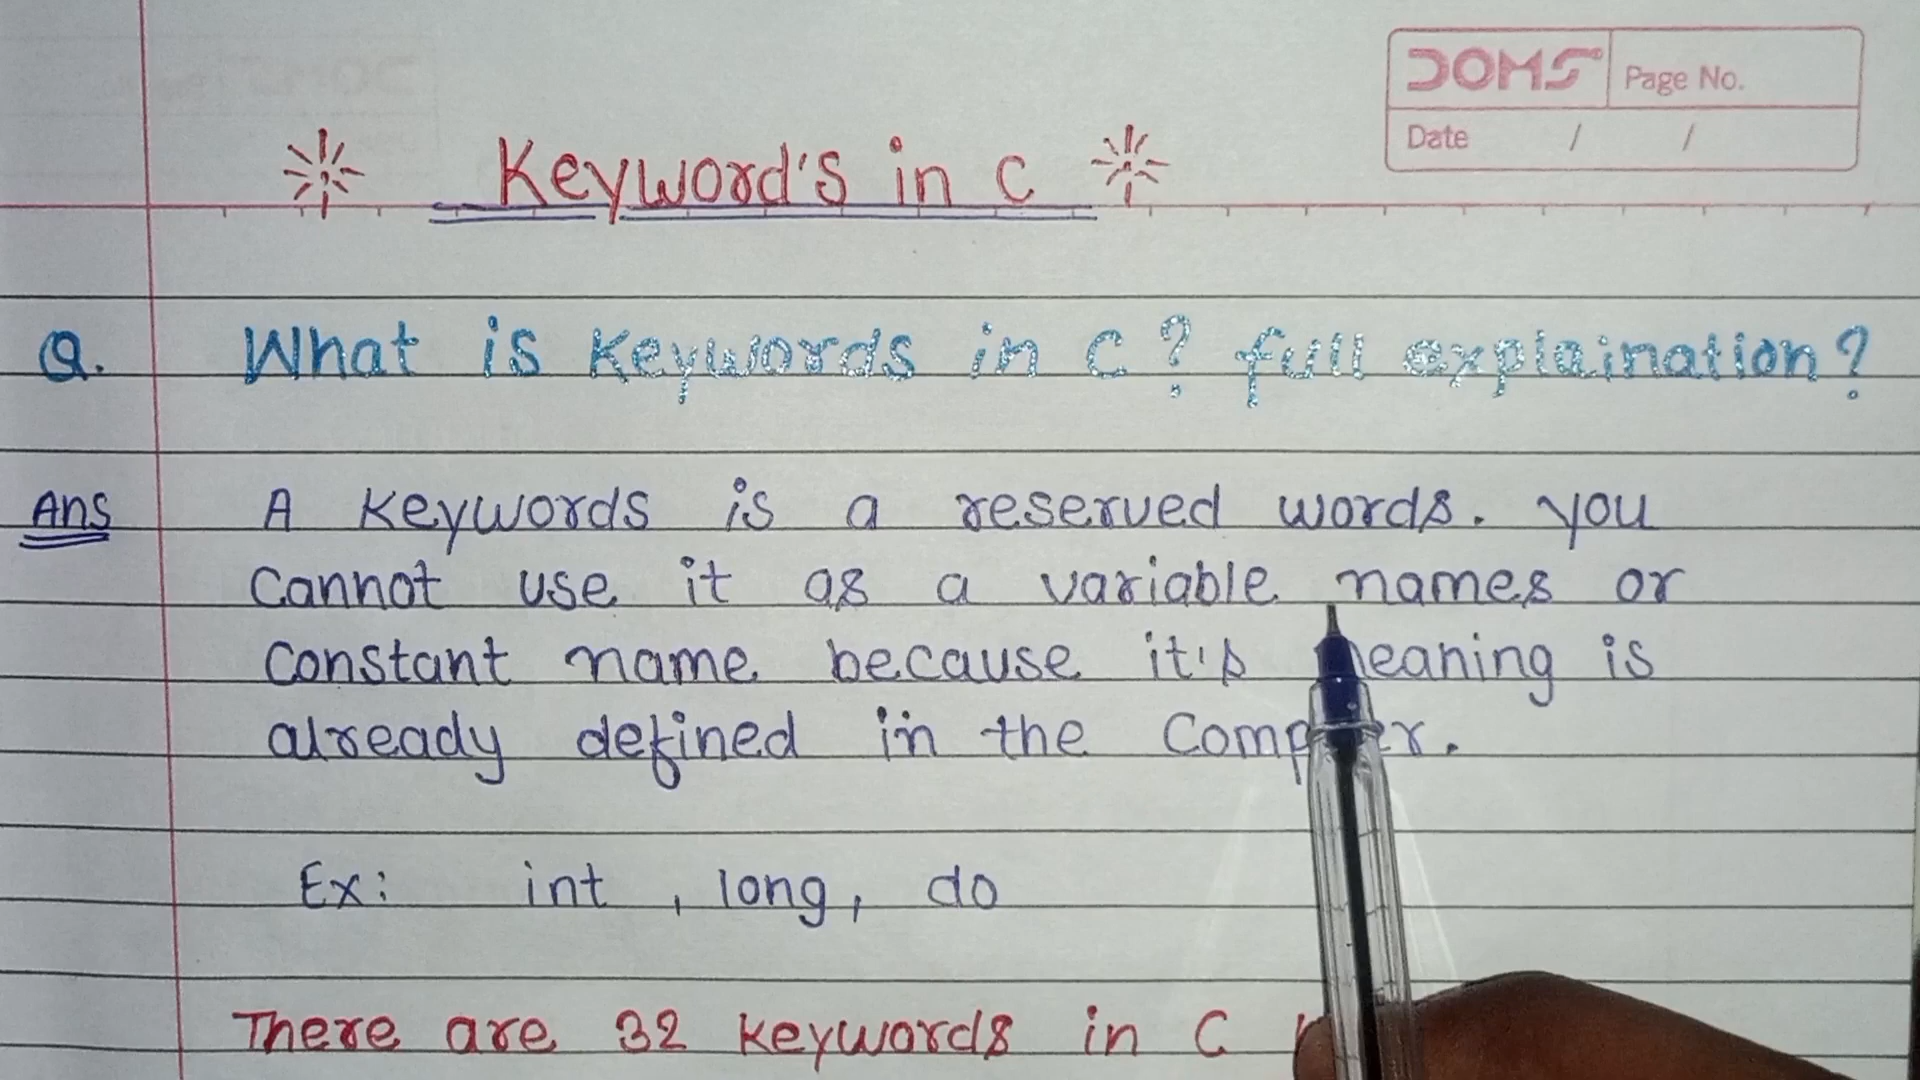 DOMS Page No.
Date / /
Keyword's in C
Q. What is keywords in C? full explaination?
Ans A keywords is a reserved words. You
cannot use it as a variable names or
constant name because it's meaning is
already defined in the
Ex: int , long, do
There are 32 keywords in C